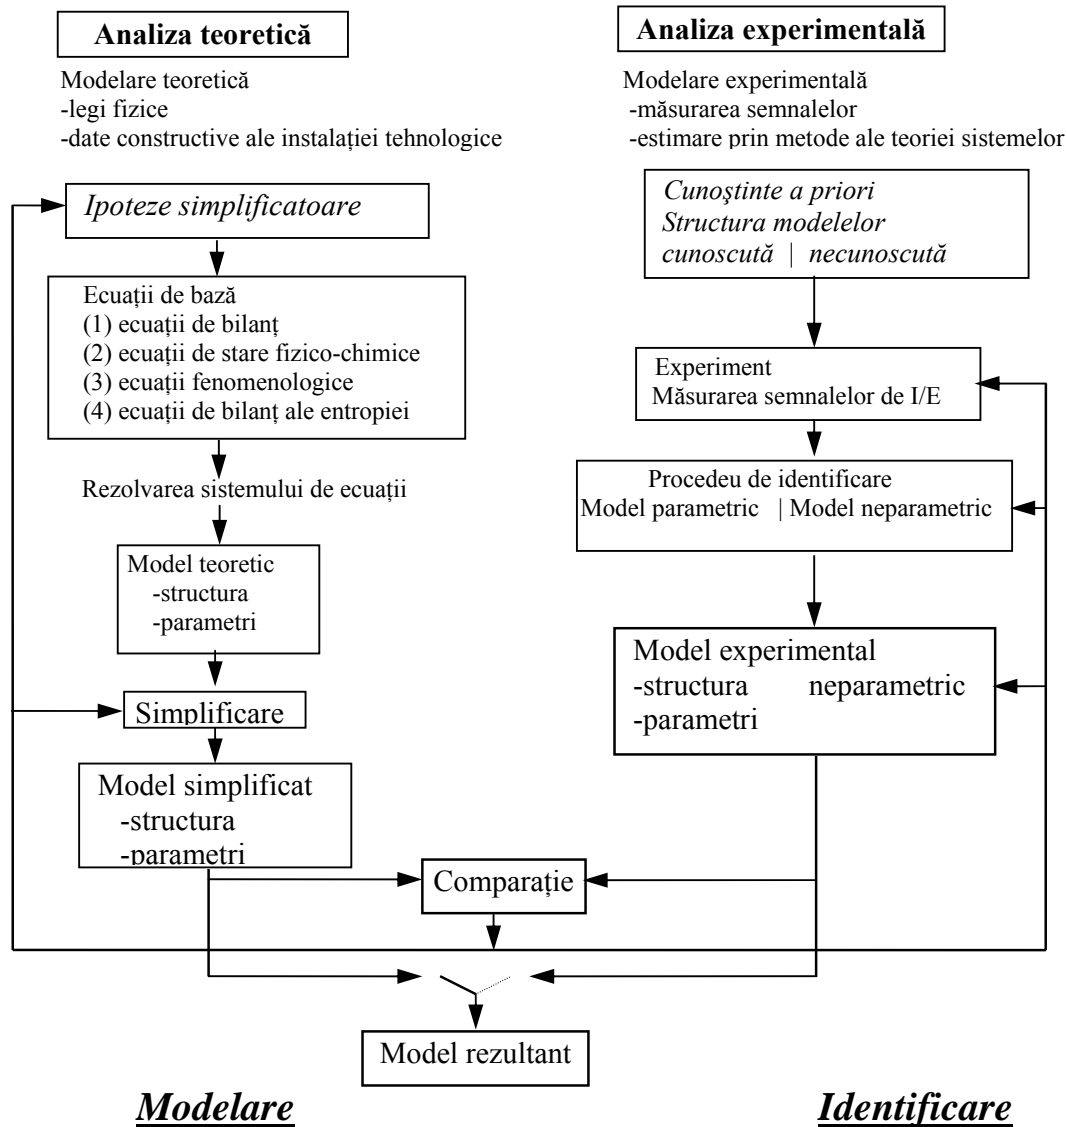 Analiza teoretică
Modelare teoretică
-legi fizice
-date constructive ale instalației tehnologice
Ipoteze simplificatoare
Ecuații de bază
(1) ecuații de bilanț
(2) ecuații de stare fizico-chimice
(3) ecuații fenomenologice
(4) ecuații de bilanț ale entropiei
Rezolvarea sistemului de ecuații
Model teoretic
-structura
-parametri
Simplificare
Model simplificat
-structura
-parametri
Analiza experimentală
Modelare experimentală
-măsurarea semnalelor
-estimare prin metode ale teoriei sistemelor
Cunoştinte a priori
Structura modelelor
cunoscută | necunoscută
Experiment
Măsurarea semnalelor de I/E
Procedeu de identificare
Model parametric | Model neparametric
Model experimental
-structura neparametric
-parametri
Comparație
Model rezultant
Modelare
Identificare